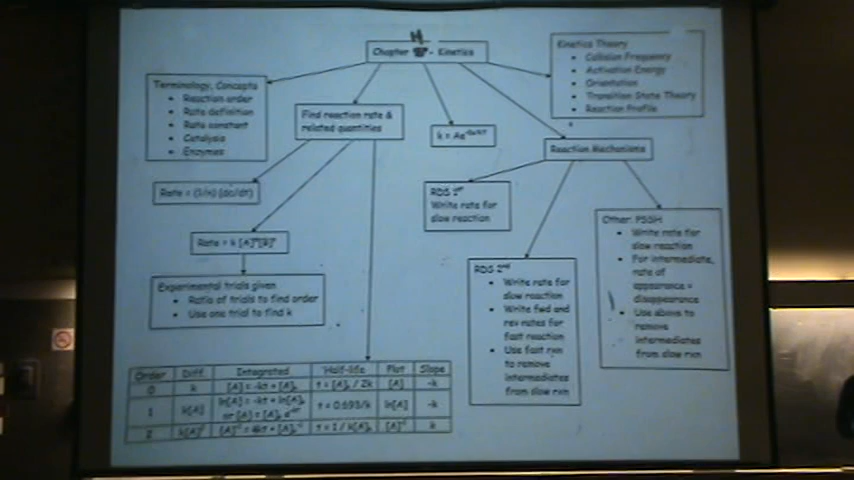 Chapter 14 - Kinetics
Terminology, Concepts
• Reaction order
• Rate definition
• Rate constant
• Catalysis
• Enzymes
Find reaction rate &
related quantities
k = Ae
Kinetics Theory
• Collision Frequency
• Activation Energy
• Orientation
• Transition State Theory
• Reaction Profile
Reaction Mechanisms
Rate = (1/n) (dc/dt)
RDS 1st
Write rate for
slow reaction
Rate = k [A] [B]
Experimental trials given
• Ratio of trials to find order
• Use one trial to find k
RDS 2nd
• Write rate for
slow reaction
• Write fwd and
rev rates for
fast reaction
• Use fast rxn
to remove
intermediates
from slow rxn
Other: PSSH
• Write rate for
slow reaction
• For intermediate,
rate of
appearance =
disappearance
• Use above to
remove
intermediates
from slow rxn
Order Diff. Integrated Half-life Plot Slope
0 k [A] = -kt + [A]₀ t = [A]₀ / 2k [A] -k
1 k[A] ln[A] = -kt + ln[A]₀ t = 0.693/k ln[A] -k
or [A] = [A]₀ e
2 k[A]² t = 1 / k[A]₀ k